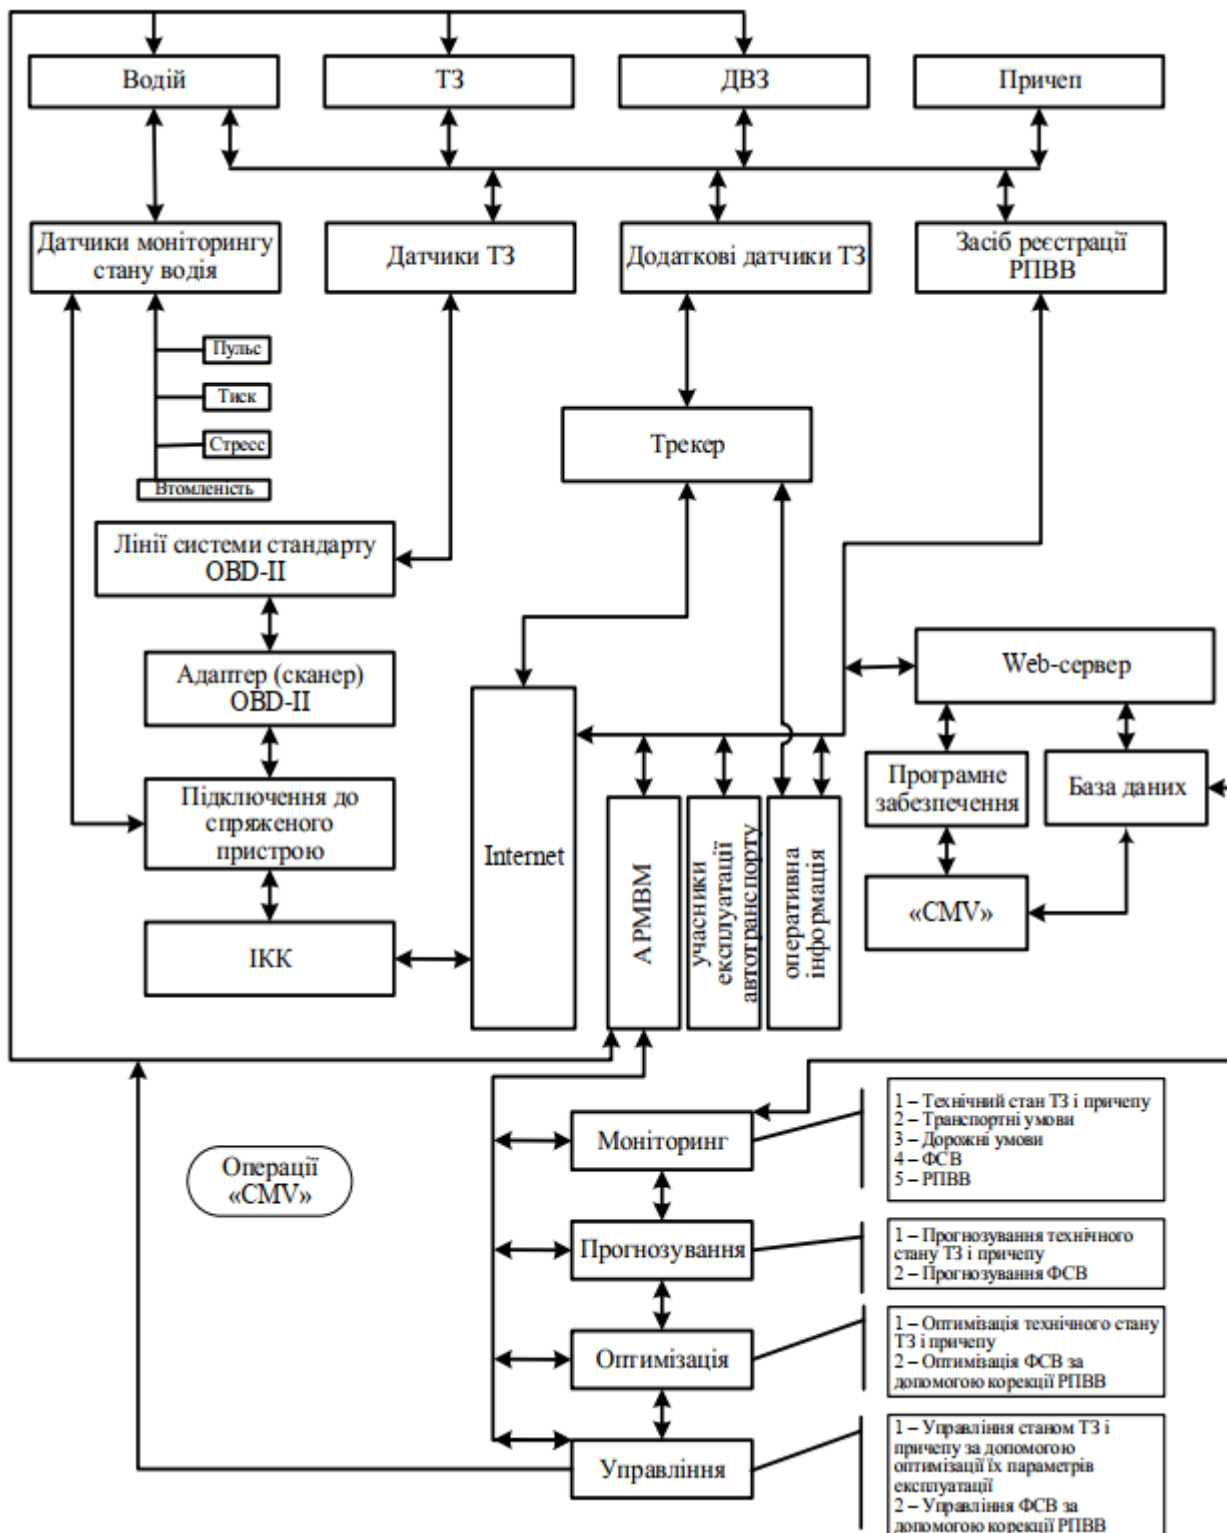 Водій
ТЗ
ДВЗ
Причеп
Датчики моніторингу
стану водія
Датчики ТЗ
Додаткові датчики ТЗ
Засіб реєстрації
РПВВ
Пульс
Тиск
Стресс
Втомленість
Трекер
Лінії системи стандарту
OBD-II
Адаптер (сканер)
OBD-II
Підключення до
спряженого
пристрою
ІКК
Internet
АРМВМ
учасники
експлуатації
автотранспорту
оперативна
інформація
Web-сервер
Програмне
забезпечення
База даних
«CMV»
Операції
«CMV»
Моніторинг
1 – Технічний стан ТЗ і причепу
2 – Транспортні умови
3 – Дорожні умови
4 – ФСВ
5 – РПВВ
Прогнозування
1 – Прогнозування технічного
стану ТЗ і причепу
2 – Прогнозування ФСВ
Оптимізація
1 – Оптимізація технічного стану
ТЗ і причепу
2 – Оптимізація ФСВ за
допомогою корекції РПВВ
Управління
1 – Управління станом ТЗ і
причепу за допомогою
оптимізації їх параметрів
експлуатації
2 – Управління ФСВ за
допомогою корекції РПВВ